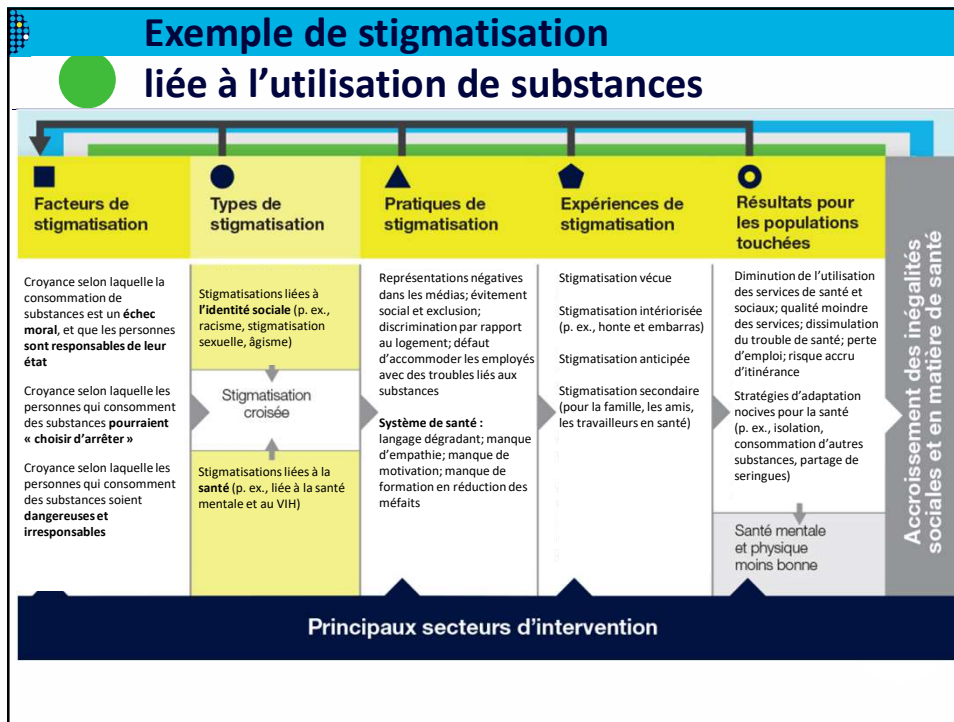 Exemple de stigmatisation
liée à l’utilisation de substances
Facteurs de
stigmatisation
Croyance selon laquelle la
consommation de
substances est un échec
moral, et que les personnes
sont responsables de leur
état
Croyance selon laquelle les
personnes qui consomment
des substances pourraient
« choisir d’arrêter »
Croyance selon laquelle les
personnes qui consomment
des substances soient
dangereuses et
irresponsables
Types de
stigmatisation
Stigmatisations liées à
l’identité sociale (p. ex.,
racisme, stigmatisation
sexuelle, âgisme)
Stigmatisation
croisée
Stigmatisations liées à la
santé (p. ex., liée à la santé
mentale et au VIH)
Pratiques de
stigmatisation
Représentations négatives
dans les médias; évitement
social et exclusion;
discrimination par rapport
au logement; défaut
d’accommoder les employés
avec des troubles liés aux
substances
Système de santé :
langage dégradant; manque
d’empathie; manque de
motivation; manque de
formation en réduction des
méfaits
Expériences de
stigmatisation
Stigmatisation vécue
Stigmatisation intériorisée
(p. ex., honte et embarras)
Stigmatisation anticipée
Stigmatisation secondaire
(pour la famille, les amis,
les travailleurs en santé)
Résultats pour
les populations
touchées
Diminution de l’utilisation
des services de santé et
sociaux; qualité moindre
des services; dissimulation
du trouble de santé; perte
d’emploi; risque accru
d’itinérance
Stratégies d’adaptation
nocives pour la santé
(p. ex., isolation,
consommation d’autres
substances, partage de
seringues)
Santé mentale
et physique
moins bonne
Accroissement des inégalités
sociales et en matière de santé
Principaux secteurs d’intervention